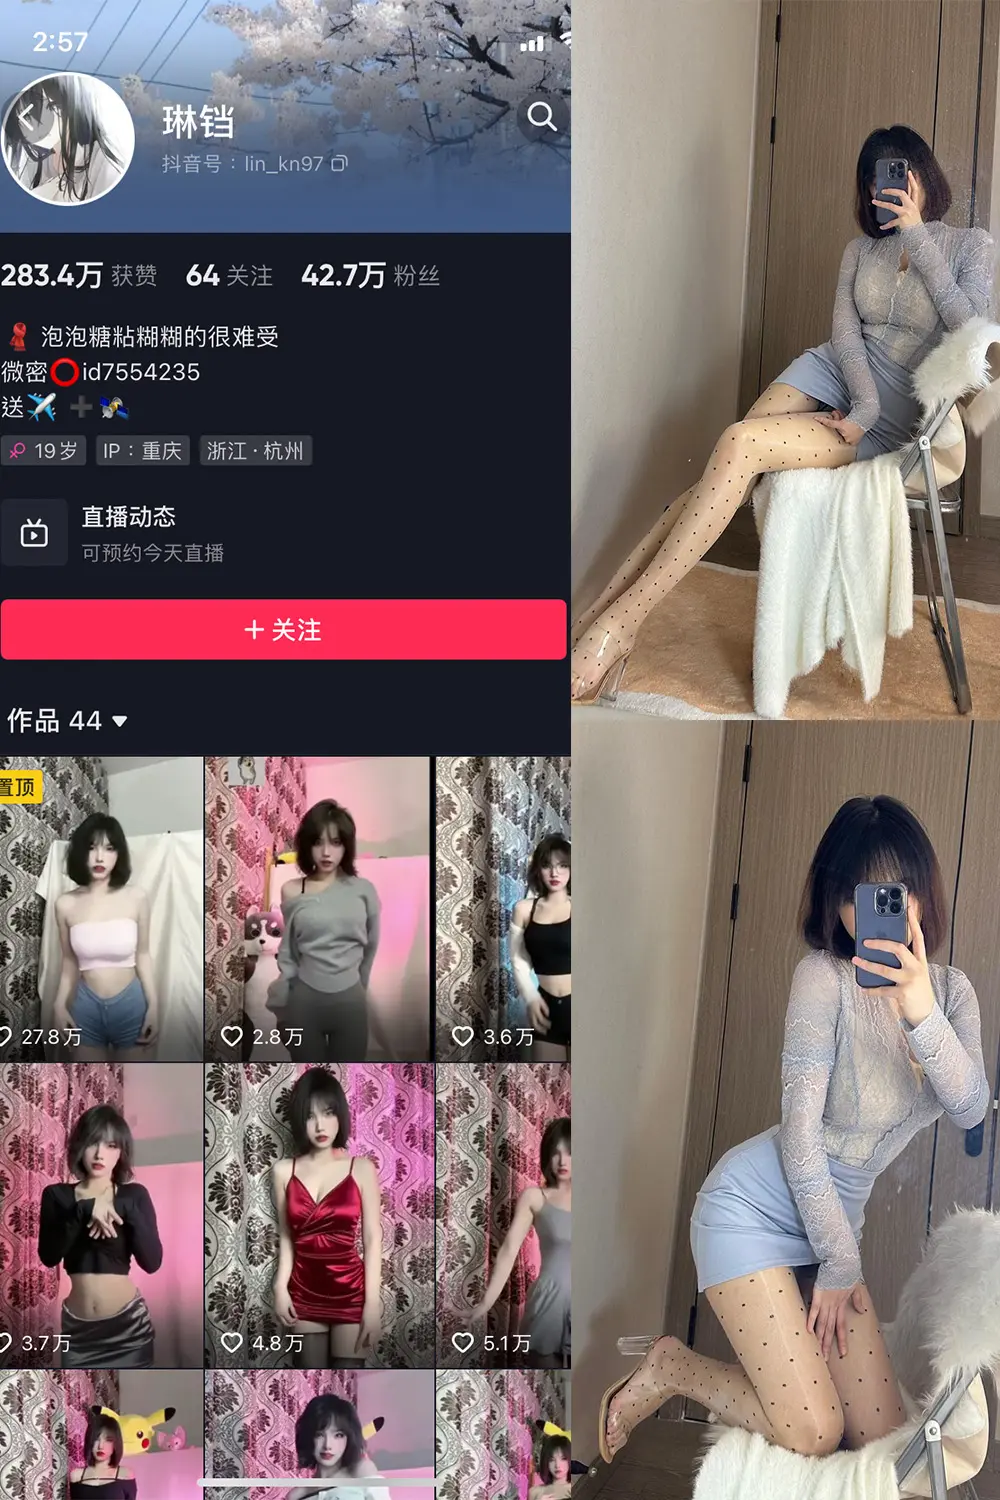 2:57
琳铛
抖音号：lin_kn97
283.4万 获赞 64 关注 42.7万 粉丝
泡泡糖粘糊糊的很难受
微密⭕id7554235
送✈️➕🛰️
19岁 IP：重庆 浙江·杭州
直播动态
可预约今天直播
+ 关注
作品 44
置顶
27.8万 2.8万 3.6万
3.7万 4.8万 5.1万